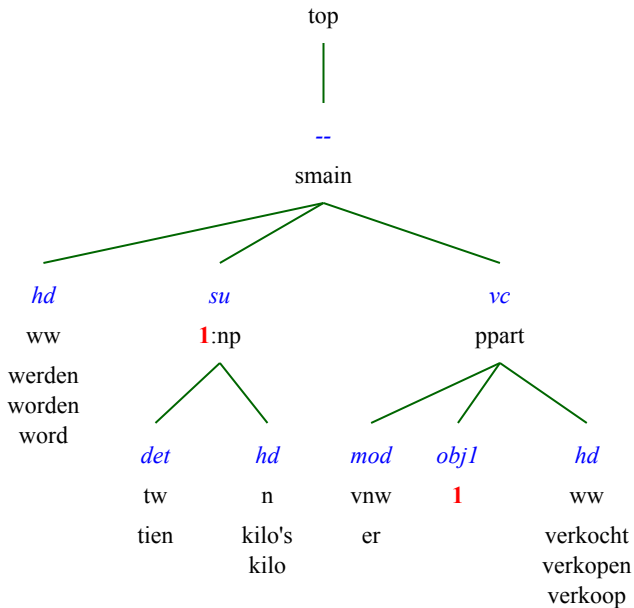 top
--
smain
hd su vc
ww 1:np ppart
werden
worden
word
det hd mod obj1 hd
tw n vnw 1 ww
tien kilo's er verkocht
kilo verkopen
verkoop